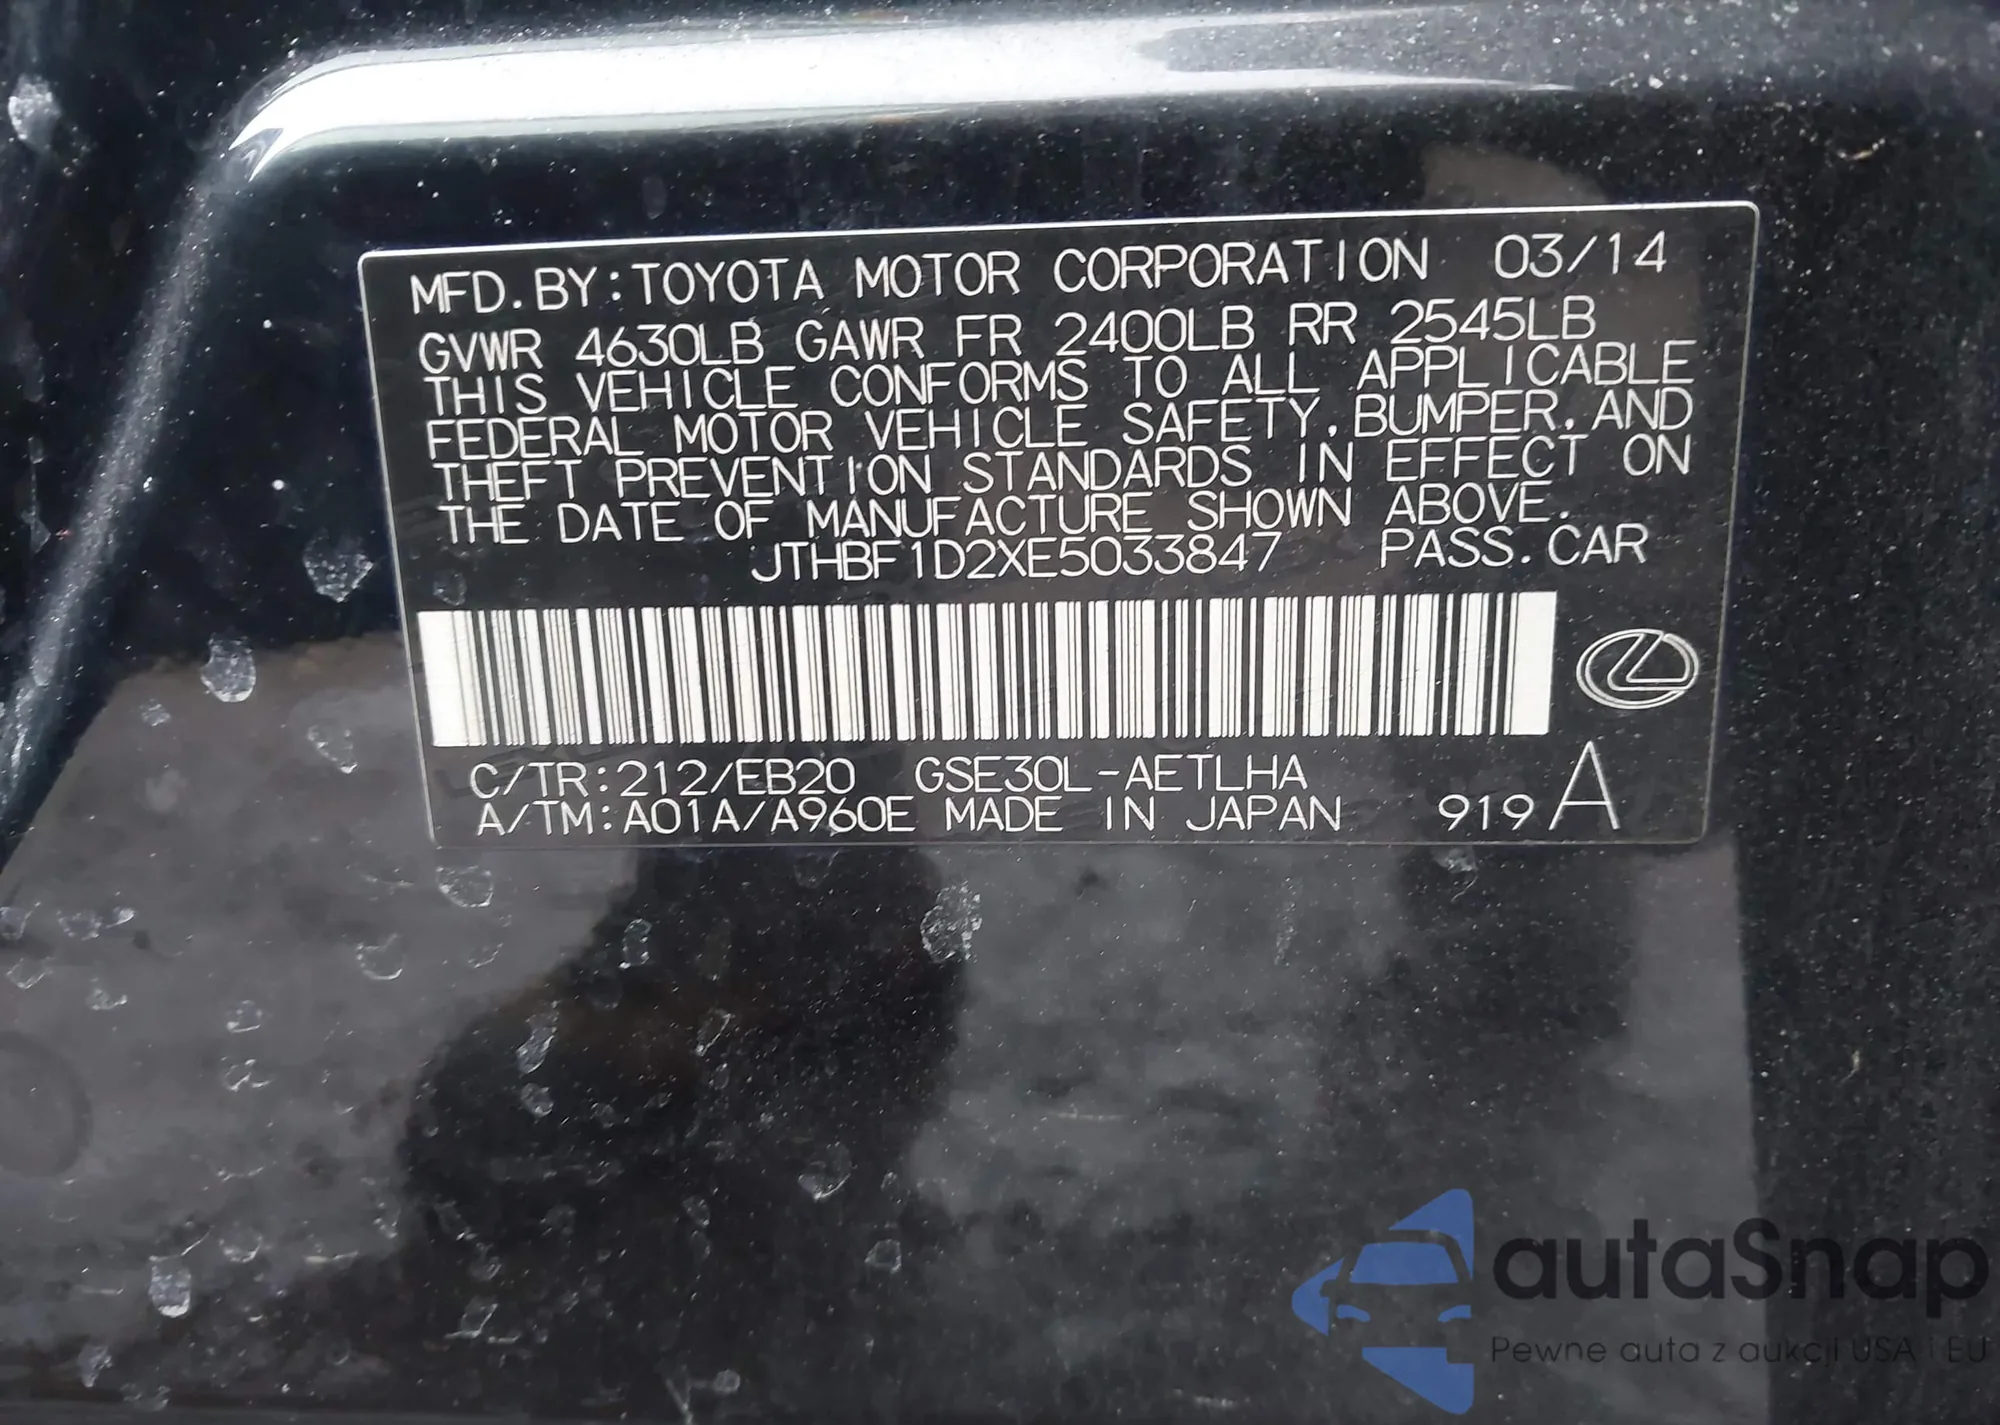 MFD.BY:TOYOTA MOTOR CORPORATION 03/14
GVWR 4630LB GAWR FR 2400LB RR 2545LB
THIS VEHICLE CONFORMS TO ALL APPLICABLE
FEDERAL MOTOR VEHICLE SAFETY,BUMPER,AND
THEFT PREVENTION STANDARDS IN EFFECT ON
THE DATE OF MANUFACTURE SHOWN ABOVE.
JTHBF1D2XE5033847 PASS.CAR
C/TR:212/EB20 GSE30L-AETLHA
A/TM:A01A/A960E MADE IN JAPAN 919 A
autaSnap
Pewne auta z aukcji USA i EU